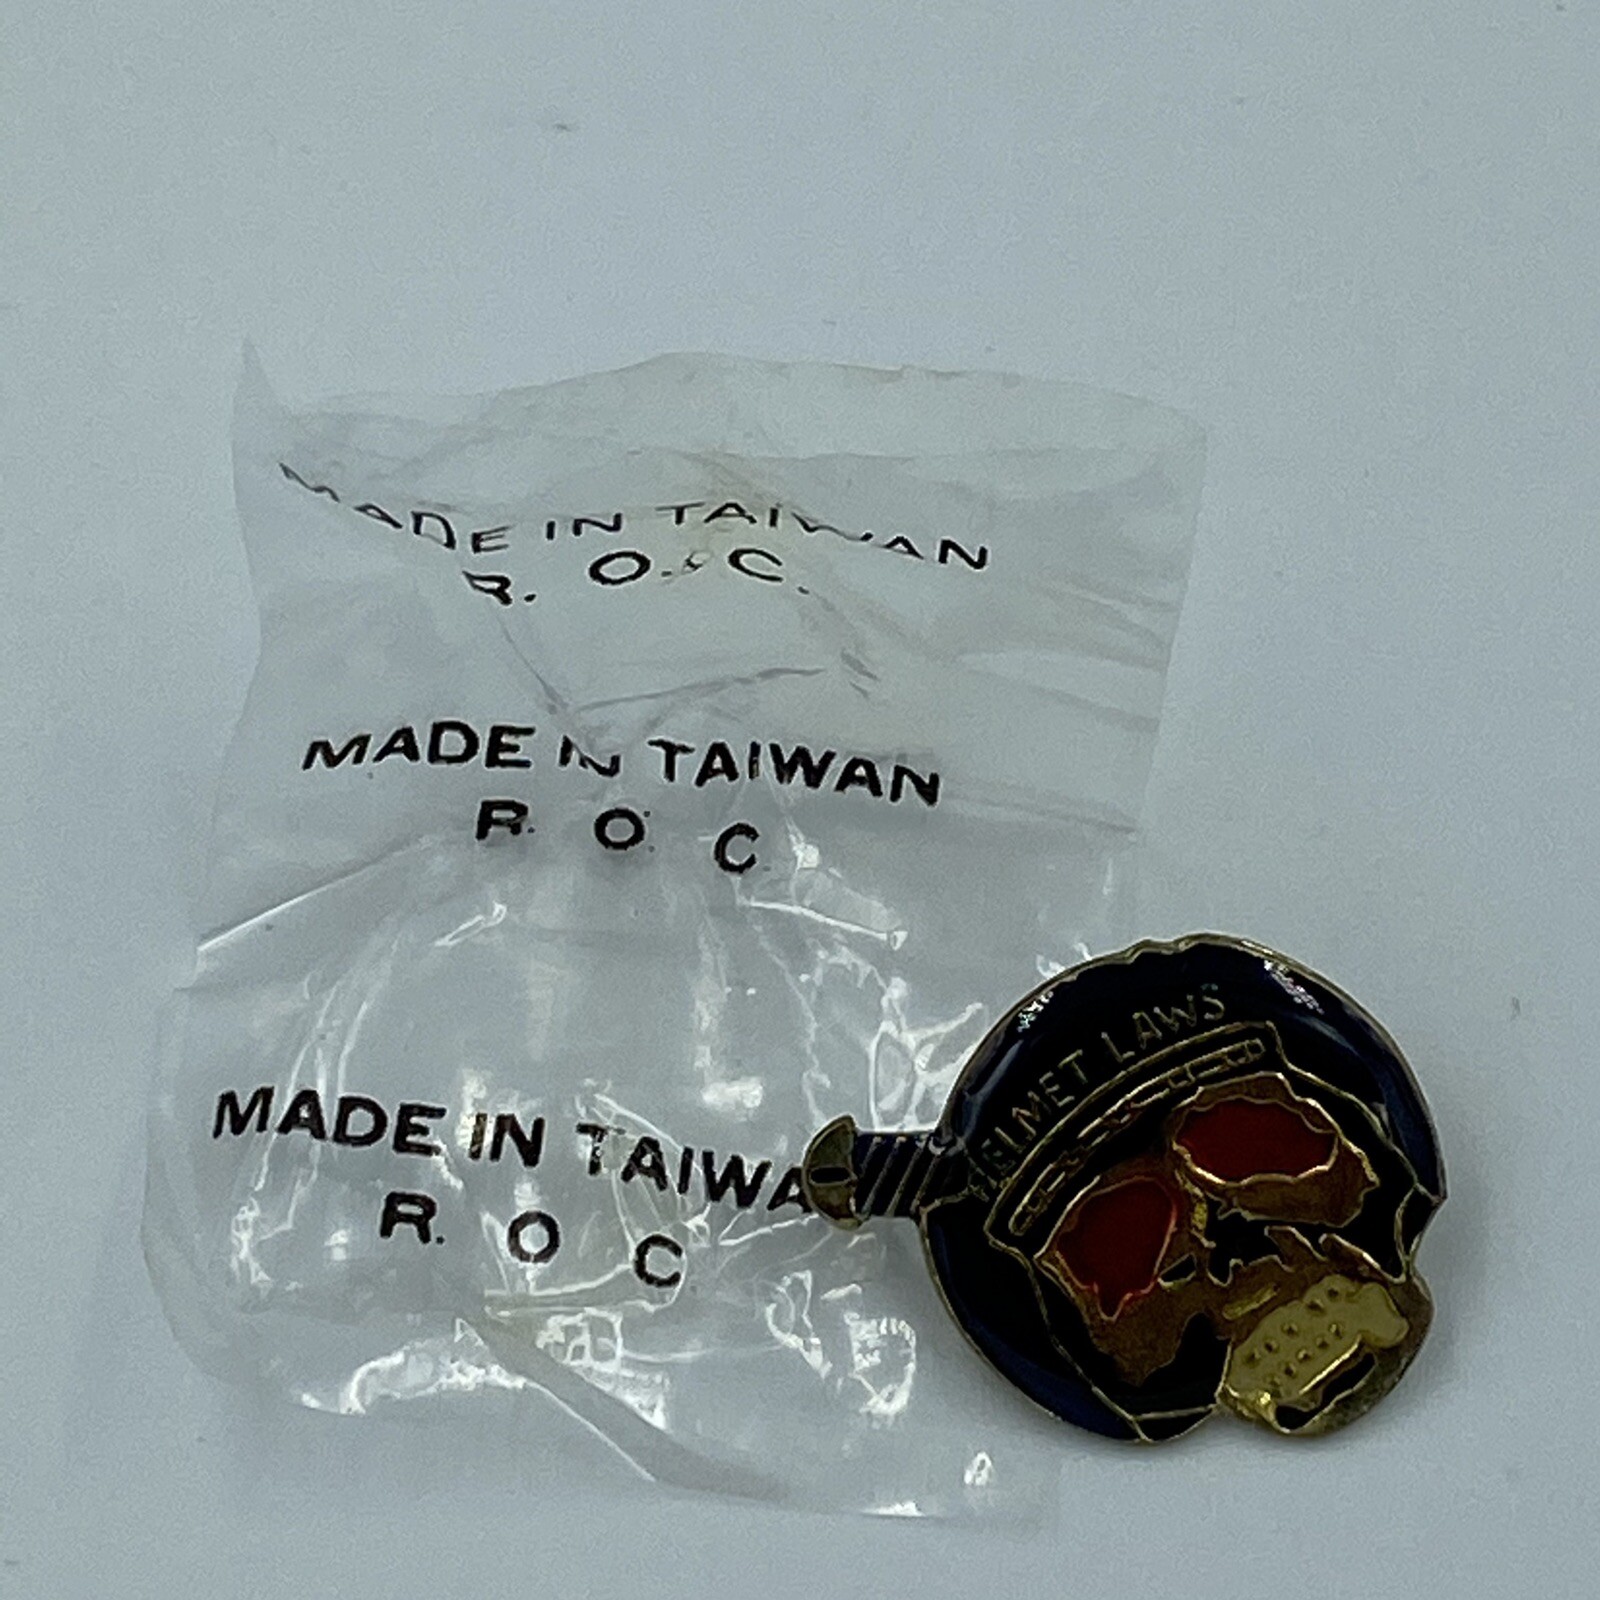 MADE IN TAIWAN
R. O. C.
MADE IN TAIWAN
R. O. C.
MADE IN TAIWA
R. O C
HELMET LAWS